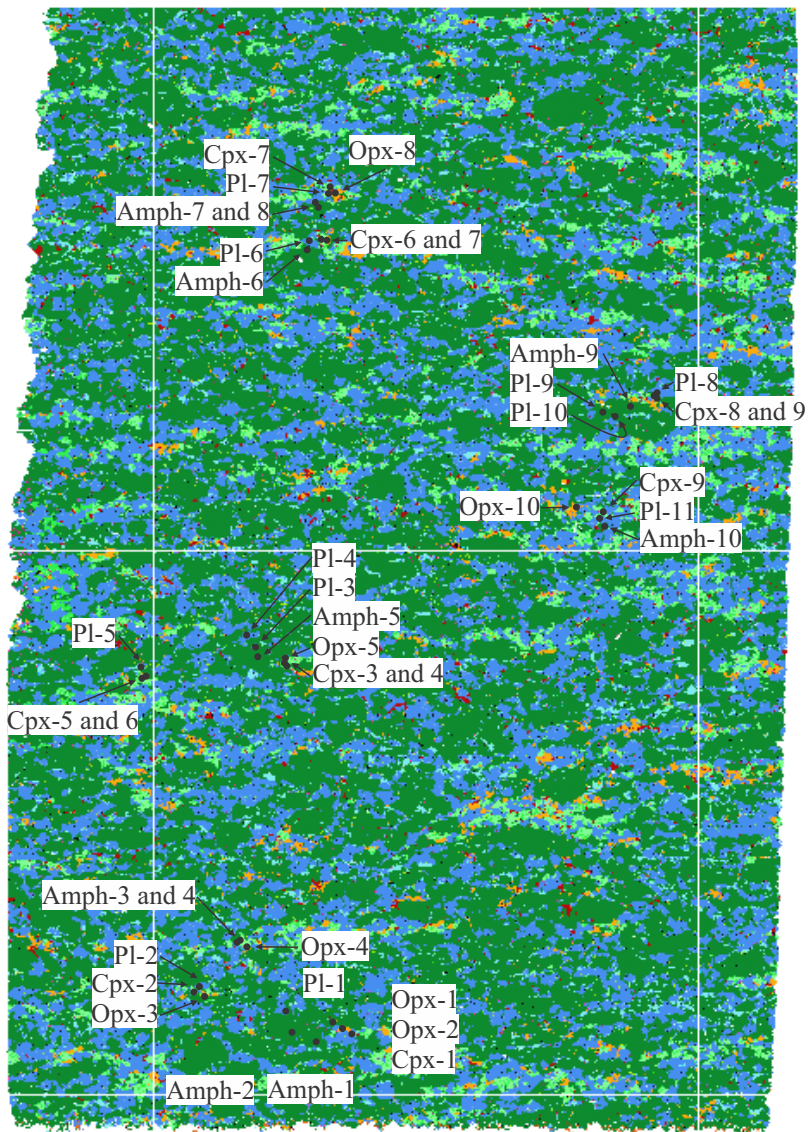 Cpx-7
Opx-8
Pl-7
Amph-7 and 8
Pl-6
Cpx-6 and 7
Amph-6
Amph-9
Pl-9
Pl-8
Pl-10
Cpx-8 and 9
Opx-10
Cpx-9
Pl-11
Amph-10
Pl-4
Pl-3
Amph-5
Pl-5
Opx-5
Cpx-3 and 4
Cpx-5 and 6
Amph-3 and 4
Opx-4
Pl-2
Cpx-2
Pl-1
Opx-3
Opx-1
Opx-2
Cpx-1
Amph-2
Amph-1